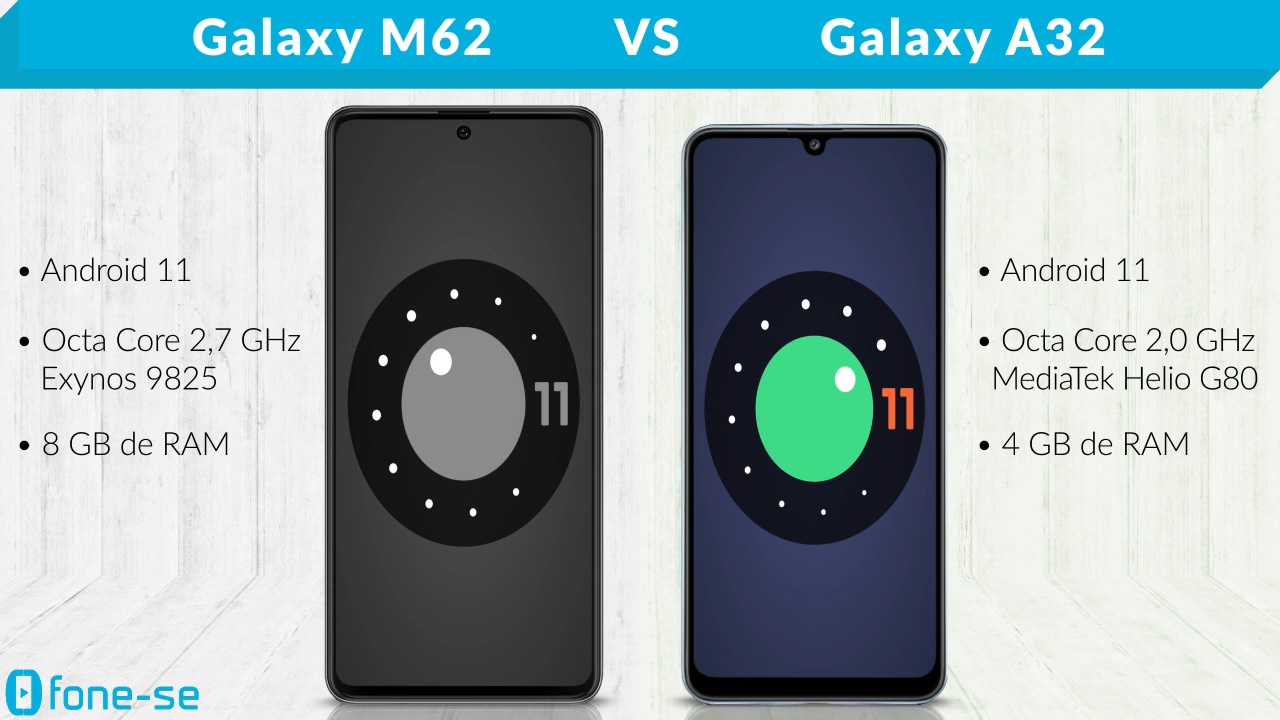 Galaxy M62 VS Galaxy A32
• Android 11
• Octa Core 2,7 GHz
Exynos 9825
• 8 GB de RAM
11
11
• Android 11
• Octa Core 2,0 GHz
MediaTek Helio G80
• 4 GB de RAM
fone-se